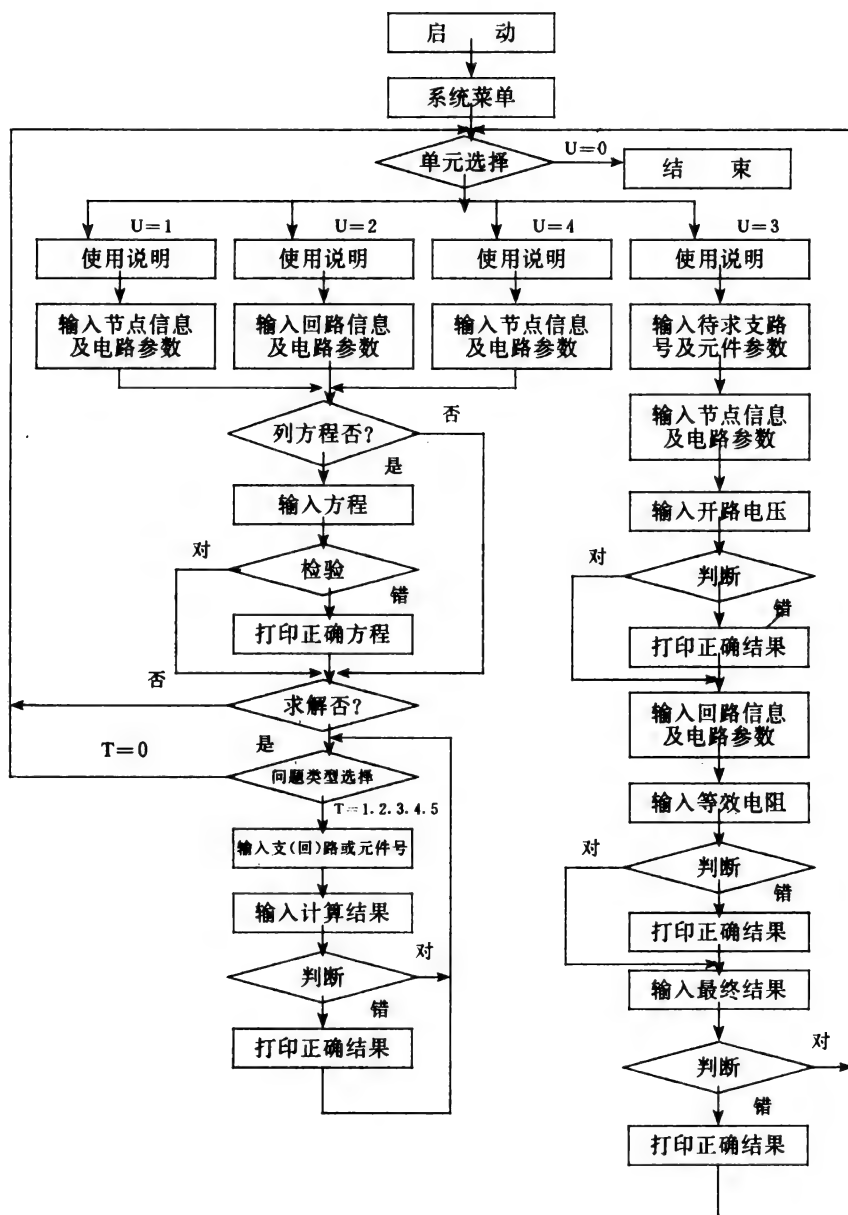 启 动
系统菜单
单元选择
U=0
结 束
U=1
U=2
U=4
U=3
使用说明
使用说明
使用说明
使用说明
输入节点信息
及电路参数
输入回路信息
及电路参数
输入节点信息
及电路参数
输入待求支路
号及元件参数
列方程否?
否
是
输入方程
检验
对
错
打印正确方程
求解否?
否
是
T=0
问题类型选择
T=1.2.3.4.5
输入支(回)路或元件号
输入计算结果
判断
对
错
打印正确结果
输入节点信息
及电路参数
输入开路电压
判断
对
错
打印正确结果
输入回路信息
及电路参数
输入等效电阻
判断
对
错
打印正确结果
输入最终结果
判断
对
错
打印正确结果